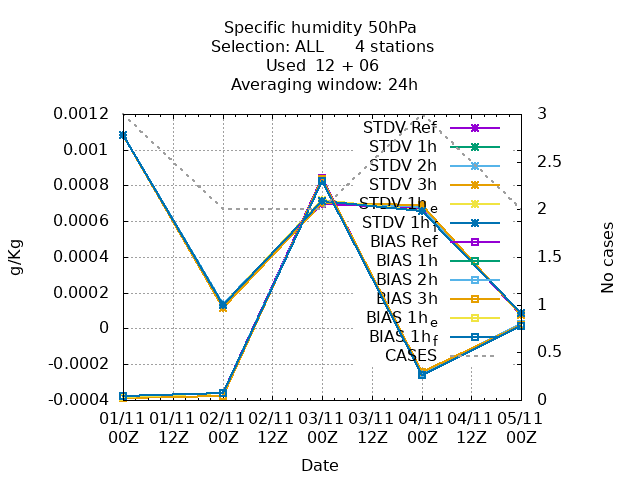 Specific humidity 50hPa
Selection: ALL 4 stations
Used 12 + 06
Averaging window: 24h
0.0012
0.001
0.0008
0.0006
0.0004
0.0002
0
-0.0002
-0.0004
g/Kg
3
2.5
2
1.5
1
0.5
0
No cases
STDV Ref
STDV 1h
STDV 2h
STDV 3h
STDV 1h e
STDV 1h f
BIAS Ref
BIAS 1h
BIAS 2h
BIAS 3h
BIAS 1h e
BIAS 1h f
CASES
01/11 01/11 02/11 02/11 03/11 03/11 04/11 04/11 05/11
00Z 12Z 00Z 12Z 00Z 12Z 00Z 12Z 00Z
Date